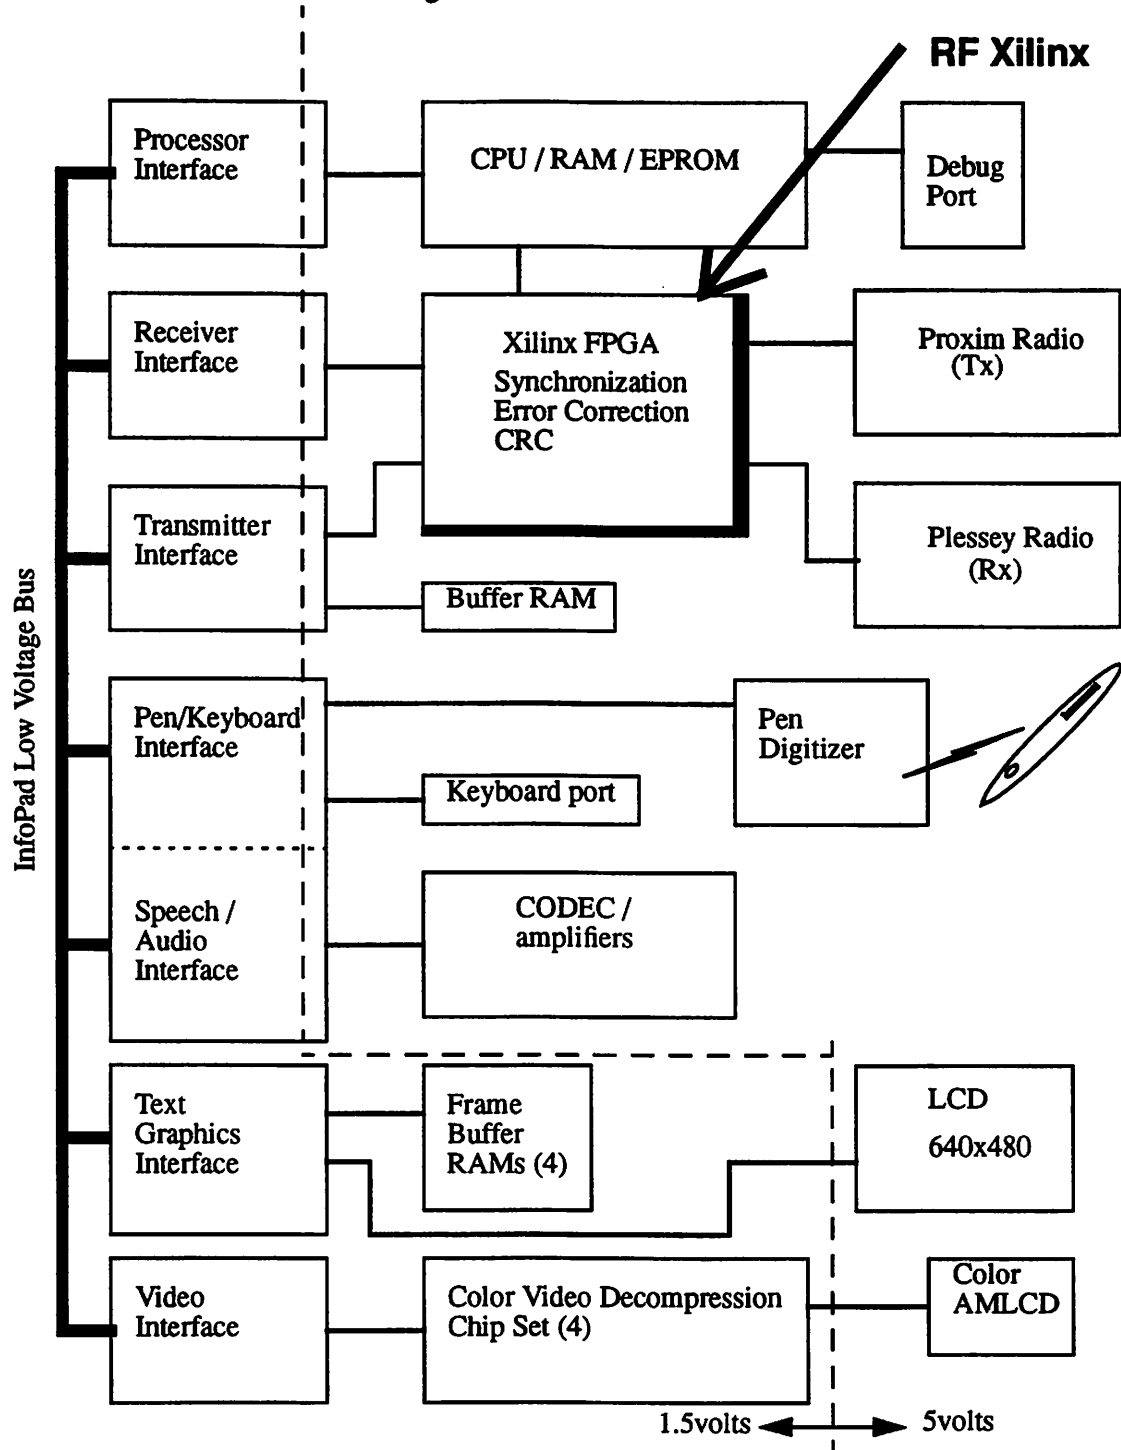 RF Xilinx
Processor
Interface
CPU / RAM / EPROM
Debug
Port
Receiver
Interface
Xilinx FPGA
Synchronization
Error Correction
CRC
Proxim Radio
(Tx)
Transmitter
Interface
Plessey Radio
(Rx)
Buffer RAM
InfoPad Low Voltage Bus
Pen/Keyboard
Interface
Pen
Digitizer
Keyboard port
Speech /
Audio
Interface
CODEC /
amplifiers
Text
Graphics
Interface
Frame
Buffer
RAMs (4)
LCD
640x480
Video
Interface
Color Video Decompression
Chip Set (4)
Color
AMLCD
1.5volts
5volts